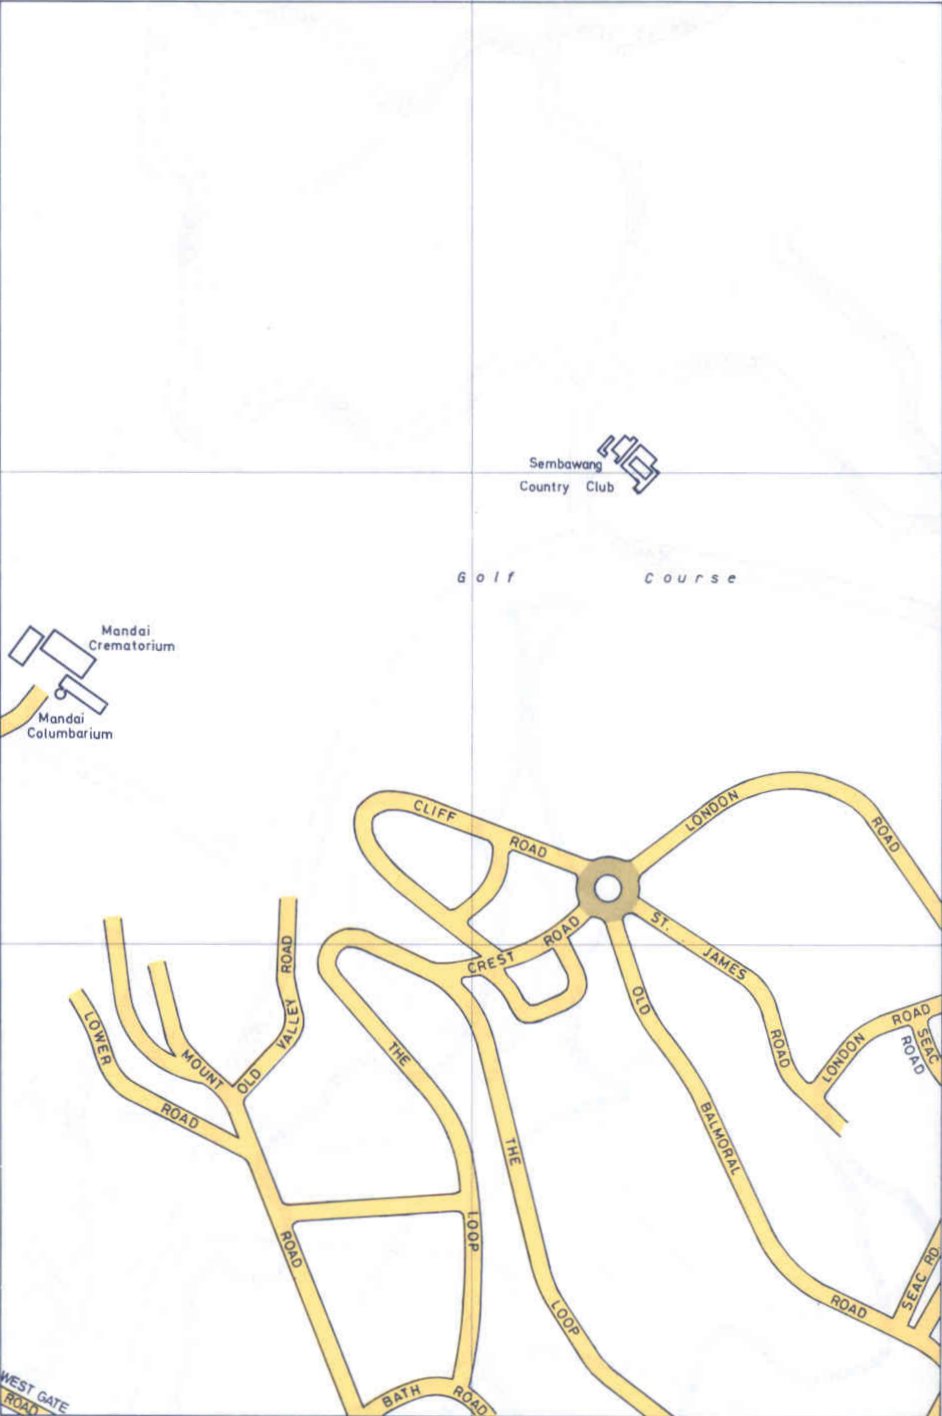 Sembawang
Country Club
Golf Course
Mandai
Crematorium
Mandai
Columbarium
CLIFF ROAD
LONDON ROAD
CREST ROAD
ST. JAMES ROAD
OLD VALLEY ROAD
LOWER ROAD
MOUNT ROAD
THE LOOP
THE LOOP
OLD BALMORAL ROAD
LONDON ROAD
SEAC
ROAD
SEAC RD
BATH ROAD
WEST GATE
ROAD